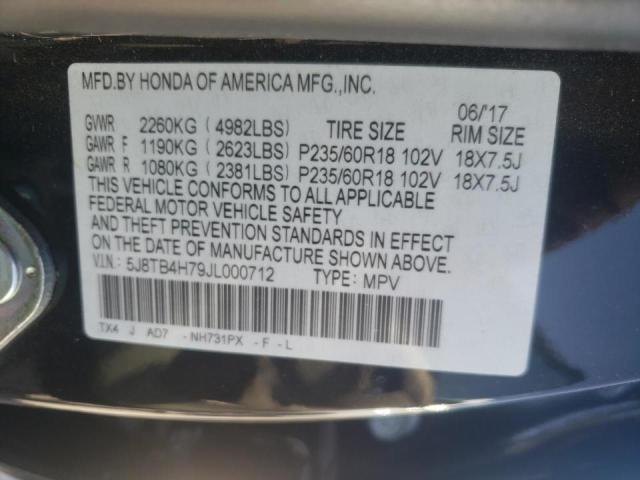 MFD.BY HONDA OF AMERICA MFG.,INC.
06/'17
GVWR 2260KG (4982LBS) TIRE SIZE RIM SIZE
GAWR F 1190KG (2623LBS) P235/60R18 102V 18X7.5J
GAWR R 1080KG (2381LBS) P235/60R18 102V 18X7.5J
THIS VEHICLE CONFORMS TO ALL APPLICABLE
FEDERAL MOTOR VEHICLE SAFETY
AND THEFT PREVENTION STANDARDS IN EFFECT
ON THE DATE OF MANUFACTURE SHOWN ABOVE.
V.I.N.: 5J8TB4H79JL000712 TYPE: MPV
TX4 J AD7 -NH731PX -F-L